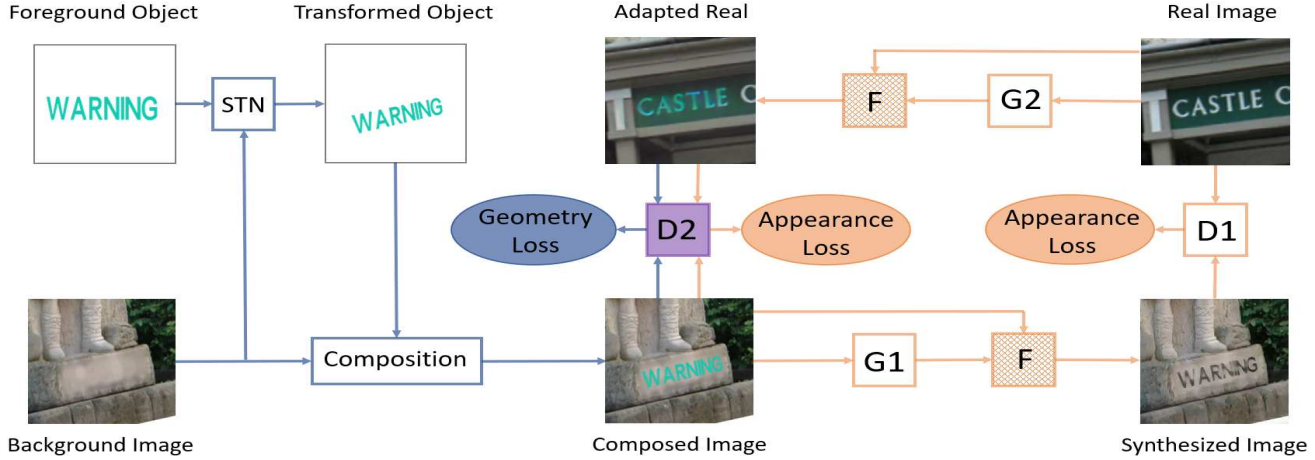 Foreground Object
Transformed Object
Adapted Real
Real Image
WARNING
STN
WARNING
CASTLE C
F
G2
CASTLE C
Geometry
Loss
D2
Appearance
Loss
Appearance
Loss
D1
Composition
WARNING
G1
F
WARNING
Background Image
Composed Image
Synthesized Image